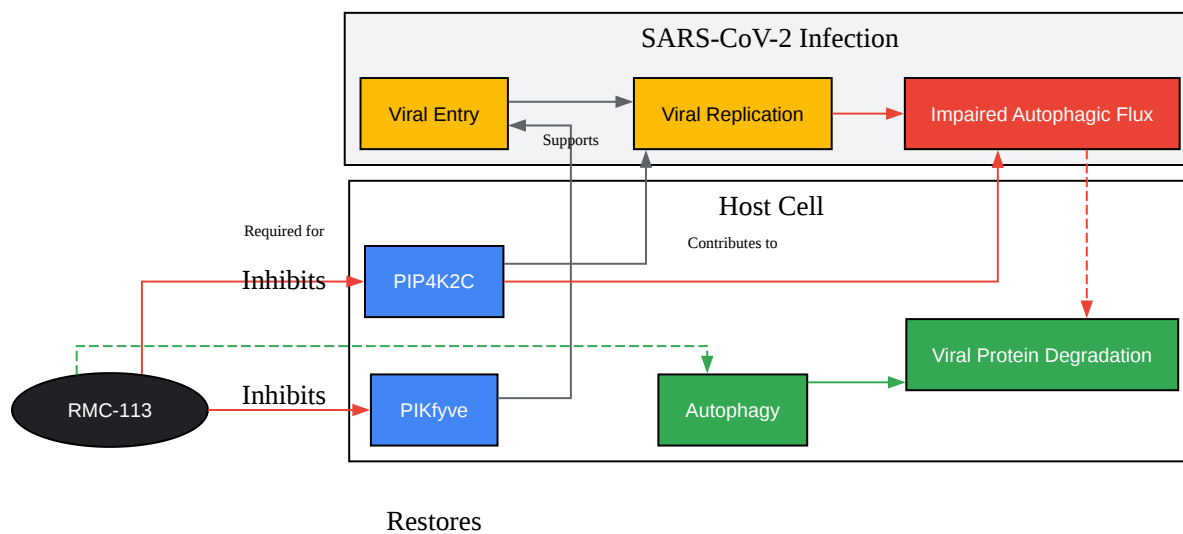 SARS-CoV-2 Infection
Viral Entry
Viral Replication
Impaired Autophagic Flux
Supports
Host Cell
Required for
Contributes to
Inhibits
PIP4K2C
Viral Protein Degradation
Inhibits
RMC-113
PIKfyve
Autophagy
Restores